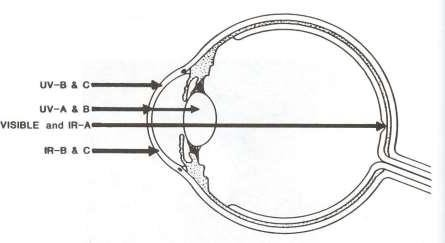 UV-B & C
UV-A & B
VISIBLE and IR-A
IR-B & C